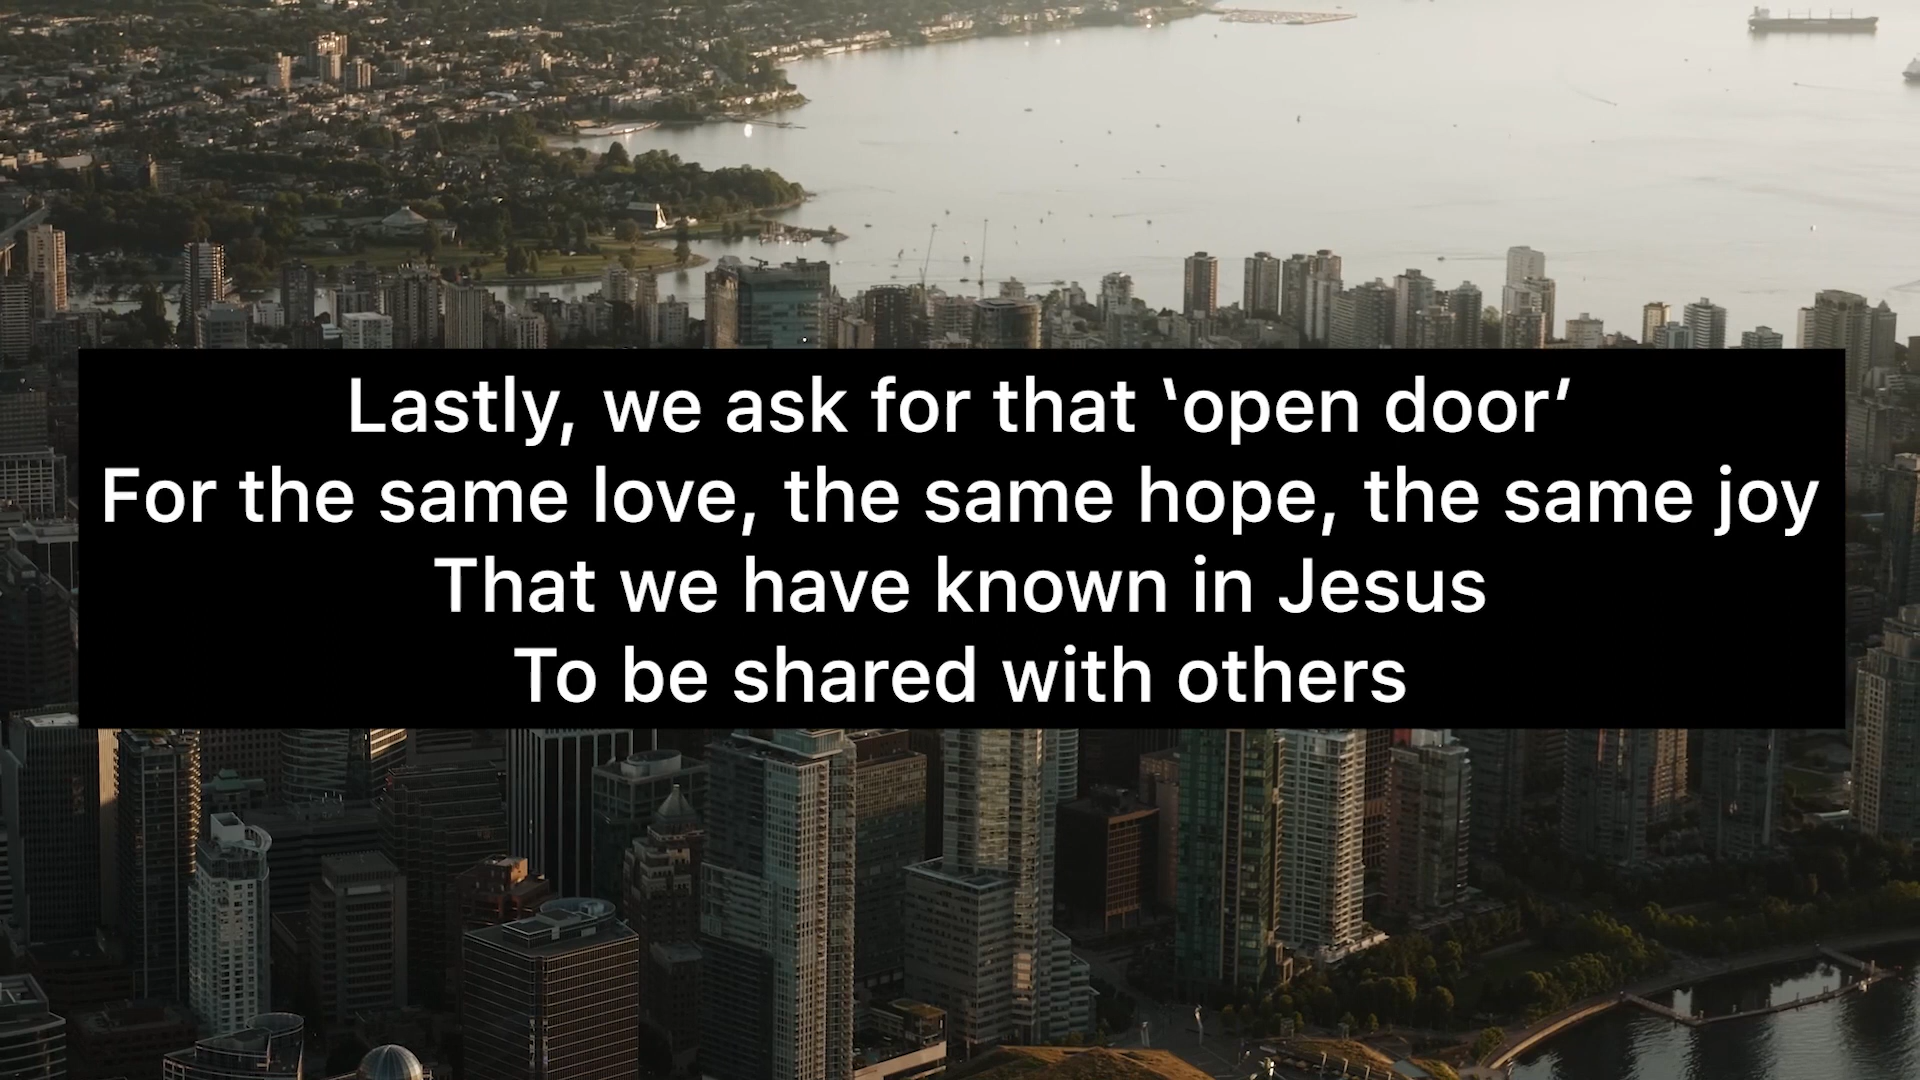 Lastly, we ask for that ‘open door’
For the same love, the same hope, the same joy
That we have known in Jesus
To be shared with others